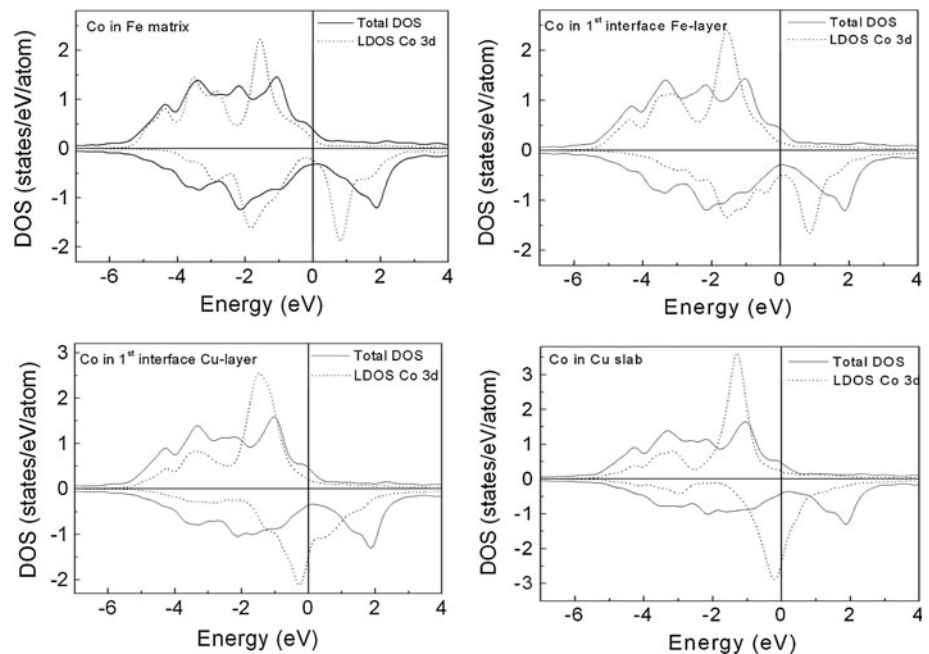 Co in Fe matrix
Total DOS
LDOS Co 3d
DOS (states/eV/atom)
2
1
0
-1
-2
-6 -4 -2 0 2 4
Energy (eV)
Co in 1st interface Fe-layer
Total DOS
LDOS Co 3d
DOS (states/eV/atom)
2
1
0
-1
-2
-6 -4 -2 0 2 4
Energy (eV)
Co in 1st interface Cu-layer
Total DOS
LDOS Co 3d
DOS (states/eV/atom)
3
2
1
0
-1
-2
-6 -4 -2 0 2 4
Energy (eV)
Co in Cu slab
Total DOS
LDOS Co 3d
DOS (states/eV/atom)
3
2
1
0
-1
-2
-3
-6 -4 -2 0 2 4
Energy (eV)